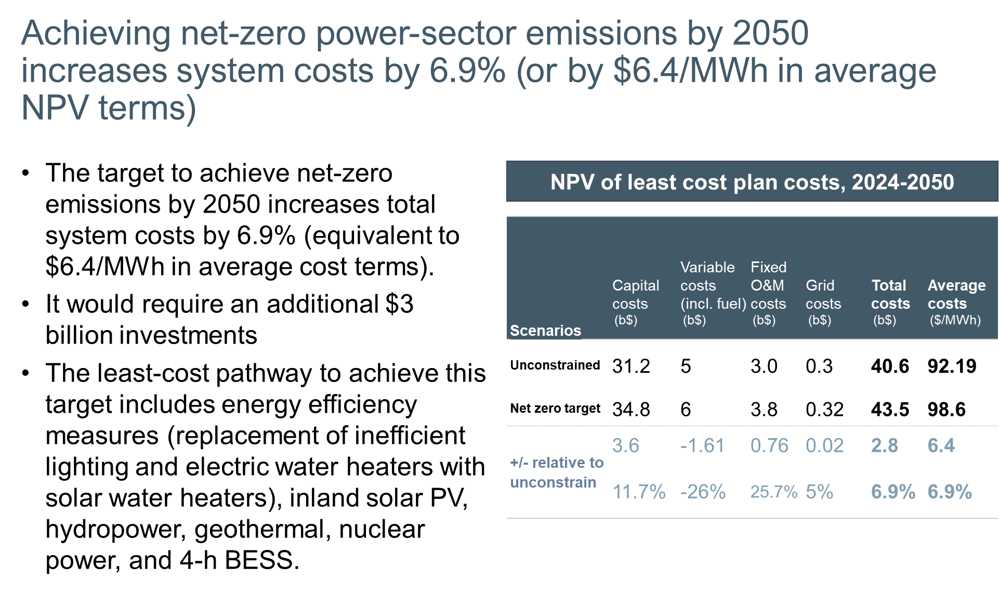 Achieving net-zero power-sector emissions by 2050
increases system costs by 6.9% (or by $6.4/MWh in average
NPV terms)
• The target to achieve net-zero
emissions by 2050 increases total
system costs by 6.9% (equivalent to
$6.4/MWh in average cost terms).
• It would require an additional $3
billion investments
• The least-cost pathway to achieve this
target includes energy efficiency
measures (replacement of inefficient
lighting and electric water heaters with
solar water heaters), inland solar PV,
hydropower, geothermal, nuclear
power, and 4-h BESS.
NPV of least cost plan costs, 2024-2050
Scenarios
Capital
costs
(b$)
Variable
costs
(incl. fuel)
(b$)
Fixed
O&M
costs
(b$)
Grid
costs
(b$)
Total
costs
(b$)
Average
costs
($/MWh)
Unconstrained 31.2 5 3.0 0.3 40.6 92.19
Net zero target 34.8 6 3.8 0.32 43.5 98.6
+/- relative to
unconstrain
3.6 -1.61 0.76 0.02 2.8 6.4
11.7% -26% 25.7% 5% 6.9% 6.9%